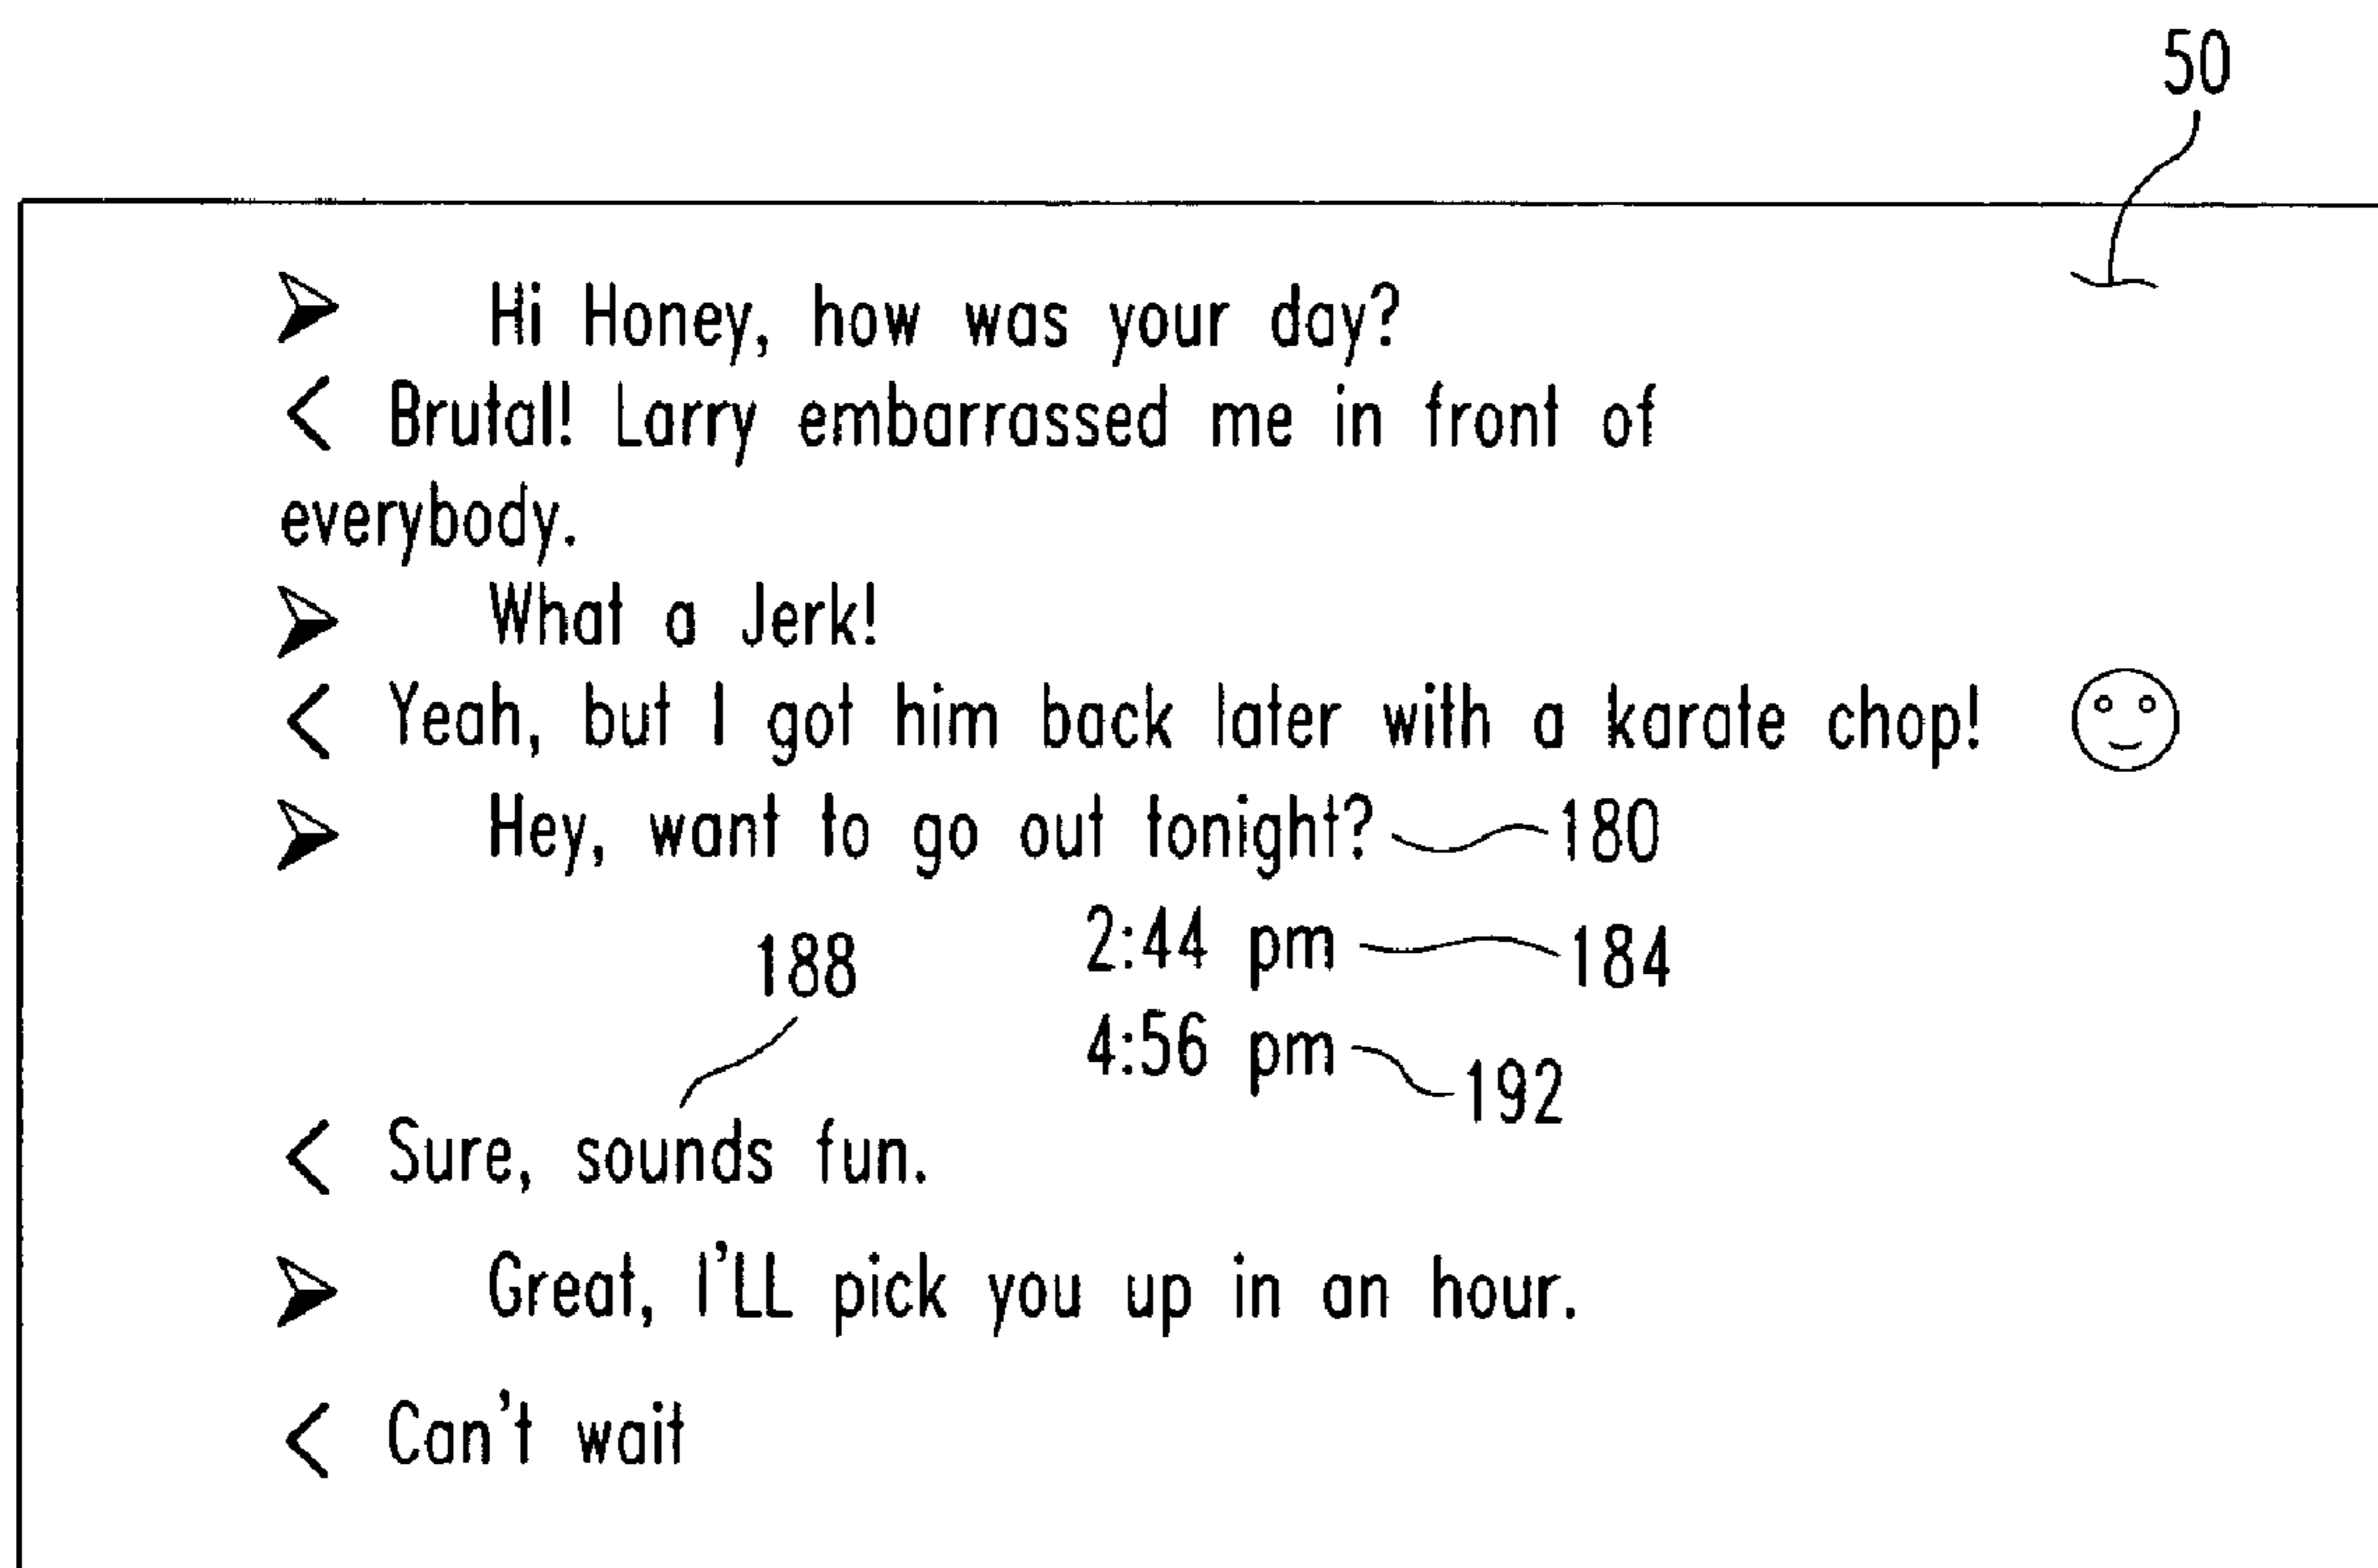 50
➢ Hi Honey, how was your day?
< Brutal! Larry embarrassed me in front of
everybody.
➢ What a Jerk!
< Yeah, but I got him back later with a karate chop!
➢ Hey, want to go out tonight? 180
2:44 pm 184
188
4:56 pm 192
< Sure, sounds fun.
➢ Great, I'LL pick you up in an hour.
< Can't wait